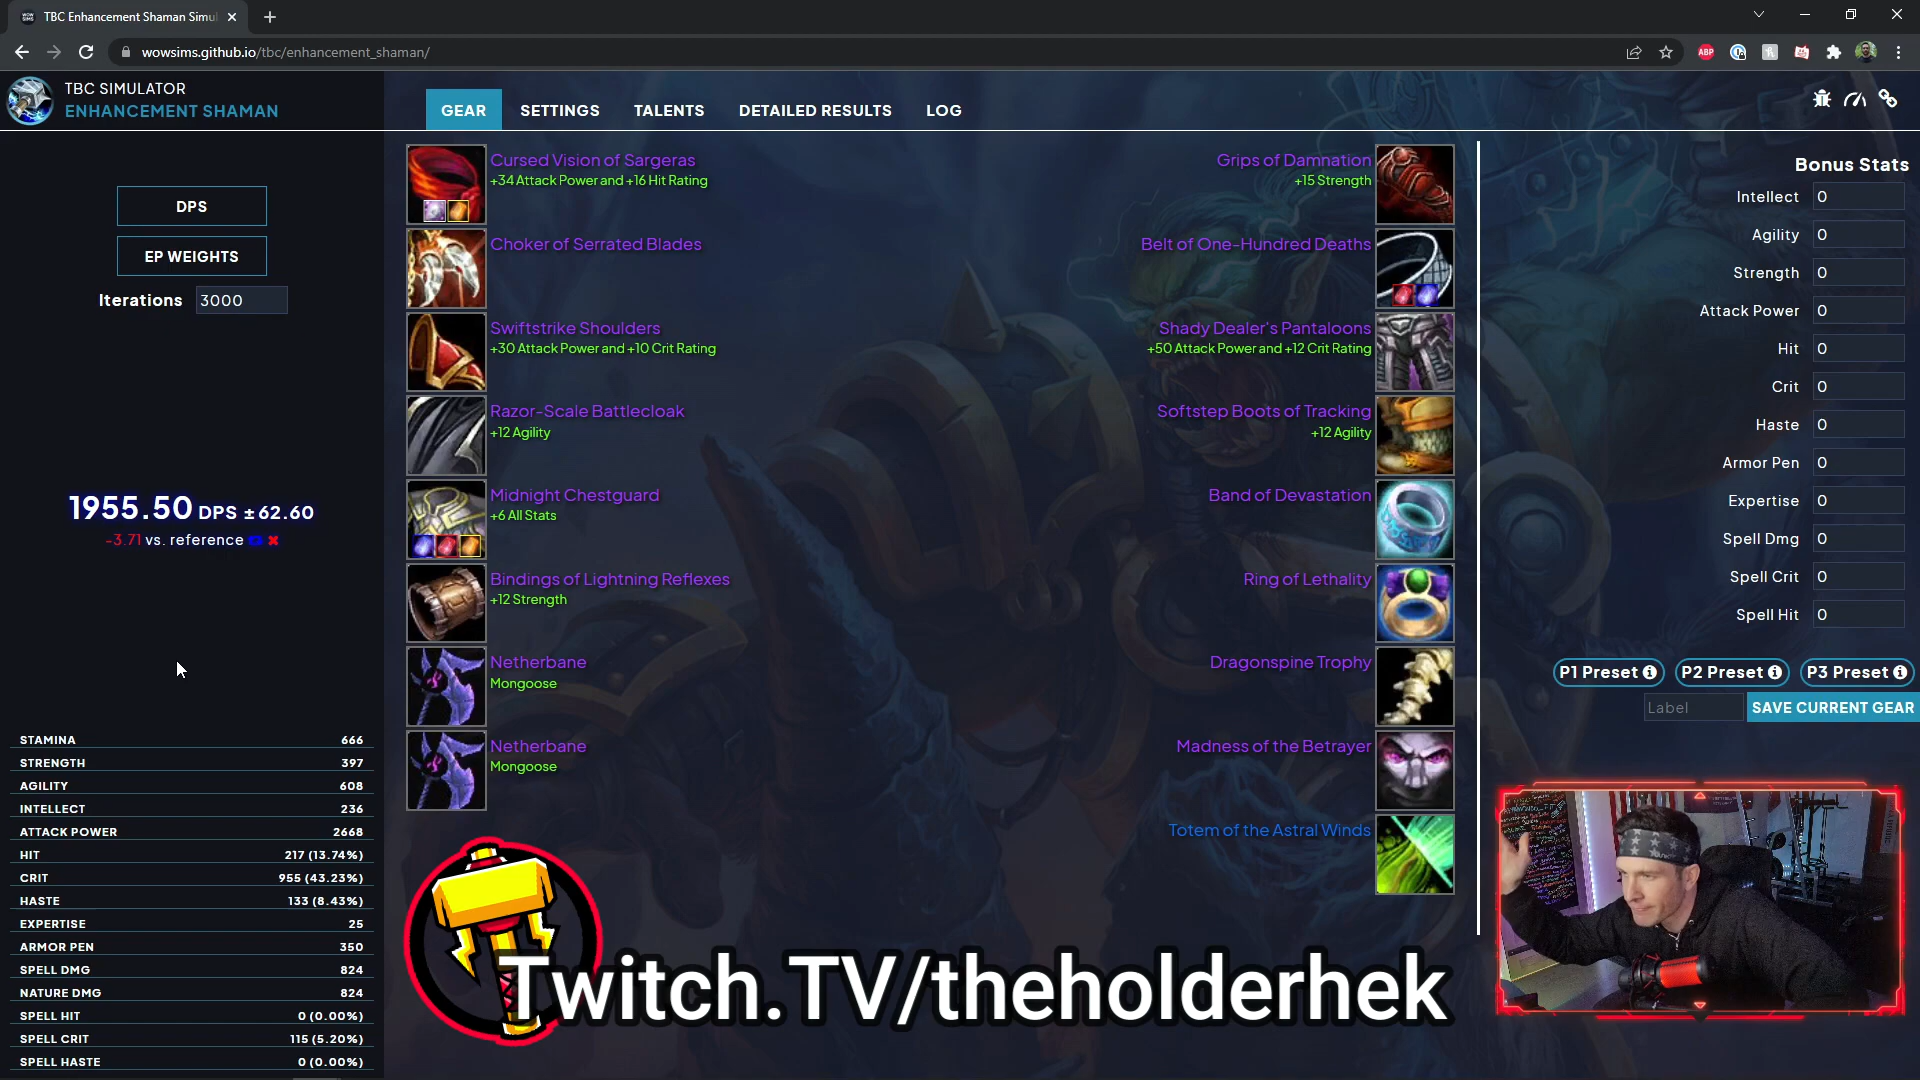 TBC Enhancement Shaman Simul
wowsims.github.io/tbc/enhancement_shaman/
ABP
TBC SIMULATOR
ENHANCEMENT SHAMAN
GEAR
SETTINGS
TALENTS
DETAILED RESULTS
LOG
DPS
EP WEIGHTS
Iterations 3000
1955.50 DPS ±62.60
-3.71 vs. reference
STAMINA 666
STRENGTH 397
AGILITY 608
INTELLECT 236
ATTACK POWER 2668
HIT 217 (13.74%)
CRIT 955 (43.23%)
HASTE 133 (8.43%)
EXPERTISE 25
ARMOR PEN 350
SPELL DMG 824
NATURE DMG 824
SPELL HIT 0 (0.00%)
SPELL CRIT 115 (5.20%)
SPELL HASTE 0 (0.00%)
Cursed Vision of Sargeras
+34 Attack Power and +16 Hit Rating
Choker of Serrated Blades
Swiftstrike Shoulders
+30 Attack Power and +10 Crit Rating
Razor-Scale Battlecloak
+12 Agility
Midnight Chestguard
+6 All Stats
Bindings of Lightning Reflexes
+12 Strength
Netherbane
Mongoose
Netherbane
Mongoose
Grips of Damnation
+15 Strength
Belt of One-Hundred Deaths
Shady Dealer's Pantaloons
+50 Attack Power and +12 Crit Rating
Softstep Boots of Tracking
+12 Agility
Band of Devastation
Ring of Lethality
Dragonspine Trophy
Madness of the Betrayer
Totem of the Astral Winds
Bonus Stats
Intellect 0
Agility 0
Strength 0
Attack Power 0
Hit 0
Crit 0
Haste 0
Armor Pen 0
Expertise 0
Spell Dmg 0
Spell Crit 0
Spell Hit 0
P1 Preset
P2 Preset
P3 Preset
Label
SAVE CURRENT GEAR
Twitch.TV/theholderhek